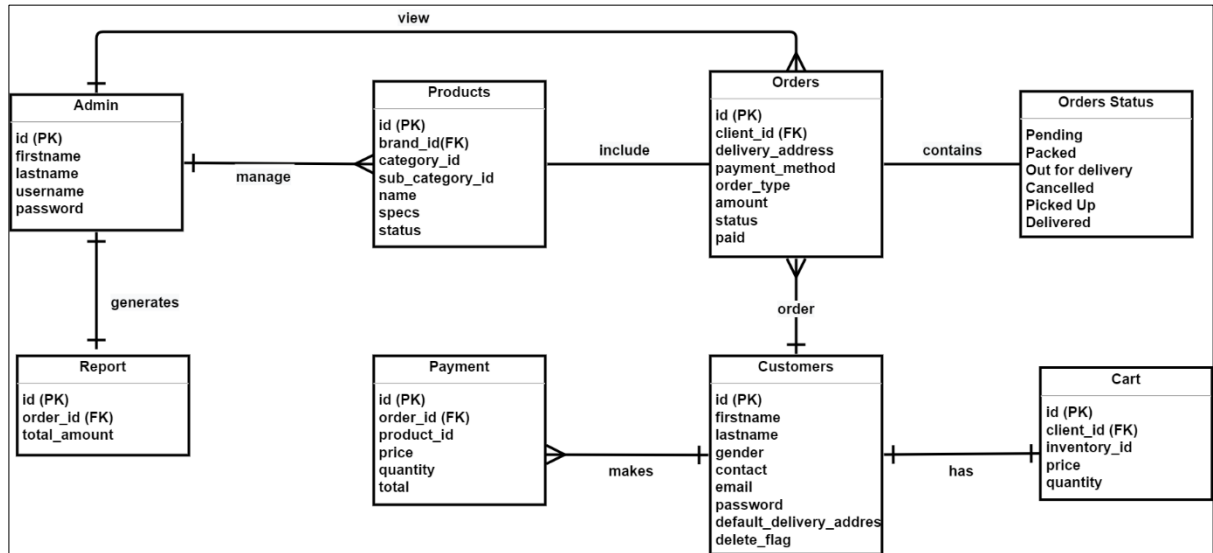 view
Admin
id (PK)
firstname
lastname
username
password
manage
Products
id (PK)
brand_id(FK)
category_id
sub_category_id
name
specs
status
include
Orders
id (PK)
client_id (FK)
delivery_address
payment_method
order_type
amount
status
paid
contains
Orders Status
Pending
Packed
Out for delivery
Cancelled
Picked Up
Delivered
generates
order
Report
id (PK)
order_id (FK)
total_amount
Payment
id (PK)
order_id (FK)
product_id
price
quantity
total
makes
Customers
id (PK)
firstname
lastname
gender
contact
email
password
default_delivery_addres
delete_flag
has
Cart
id (PK)
client_id (FK)
inventory_id
price
quantity